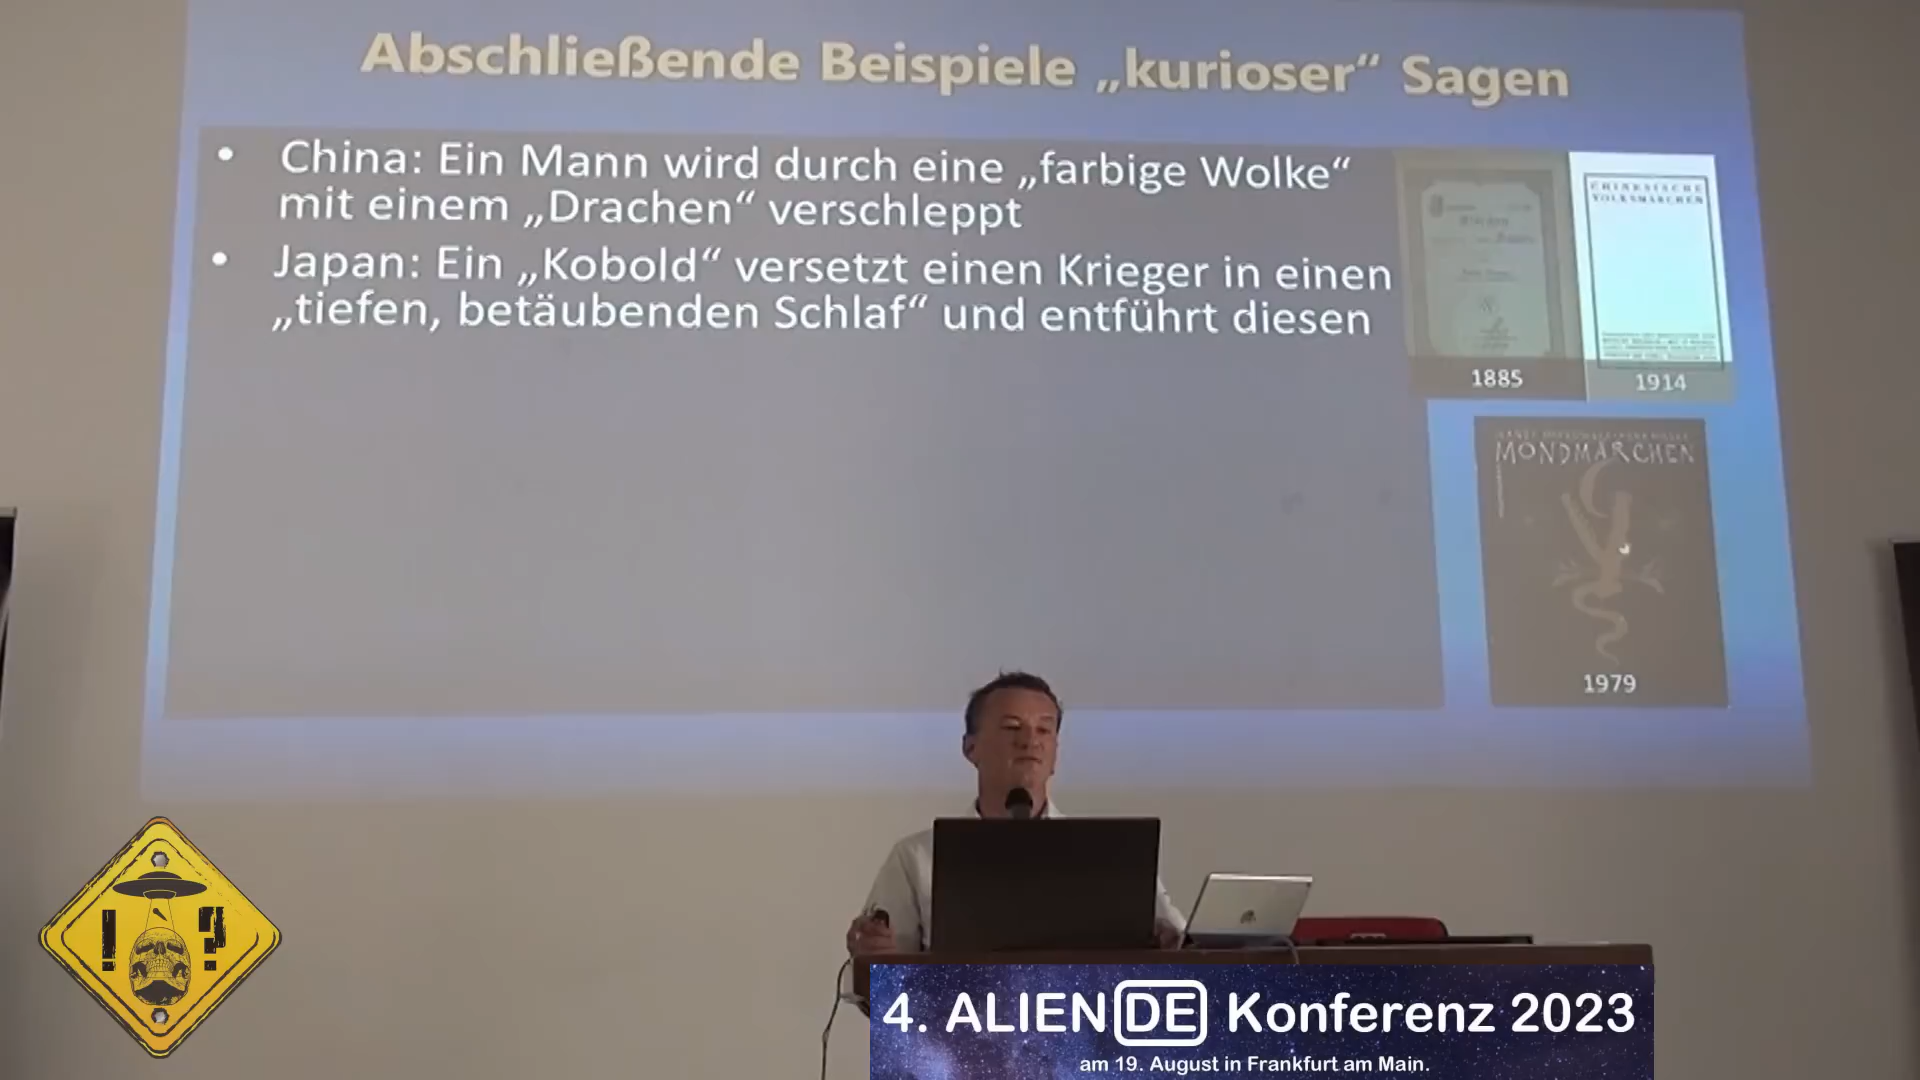 Abschließende Beispiele „kurioser“ Sagen
• China: Ein Mann wird durch eine „farbige Wolke“
mit einem „Drachen“ verschleppt
• Japan: Ein „Kobold“ versetzt einen Krieger in einen
„tiefen, betäubenden Schlaf“ und entführt diesen
CHINESISCHE
VOLKSMÄRCHEN
1885
1914
MONDMÄRCHEN
1979
! ?
4. ALIEN DE Konferenz 2023
am 19. August in Frankfurt am Main.